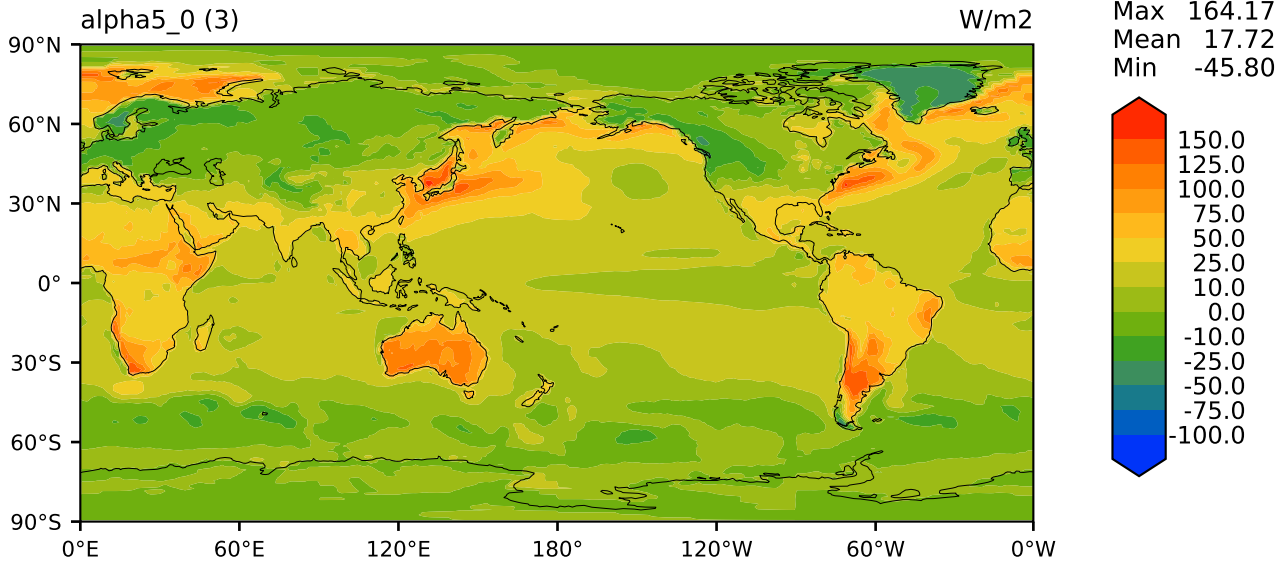 alpha5_0 (3)
W/m2
Max 164.17
Mean 17.72
Min -45.80
90°N
60°N
30°N
0°
30°S
60°S
90°S
0°E
60°E
120°E
180°
120°W
60°W
0°W
150.0
125.0
100.0
75.0
50.0
25.0
10.0
0.0
-10.0
-25.0
-50.0
-75.0
-100.0